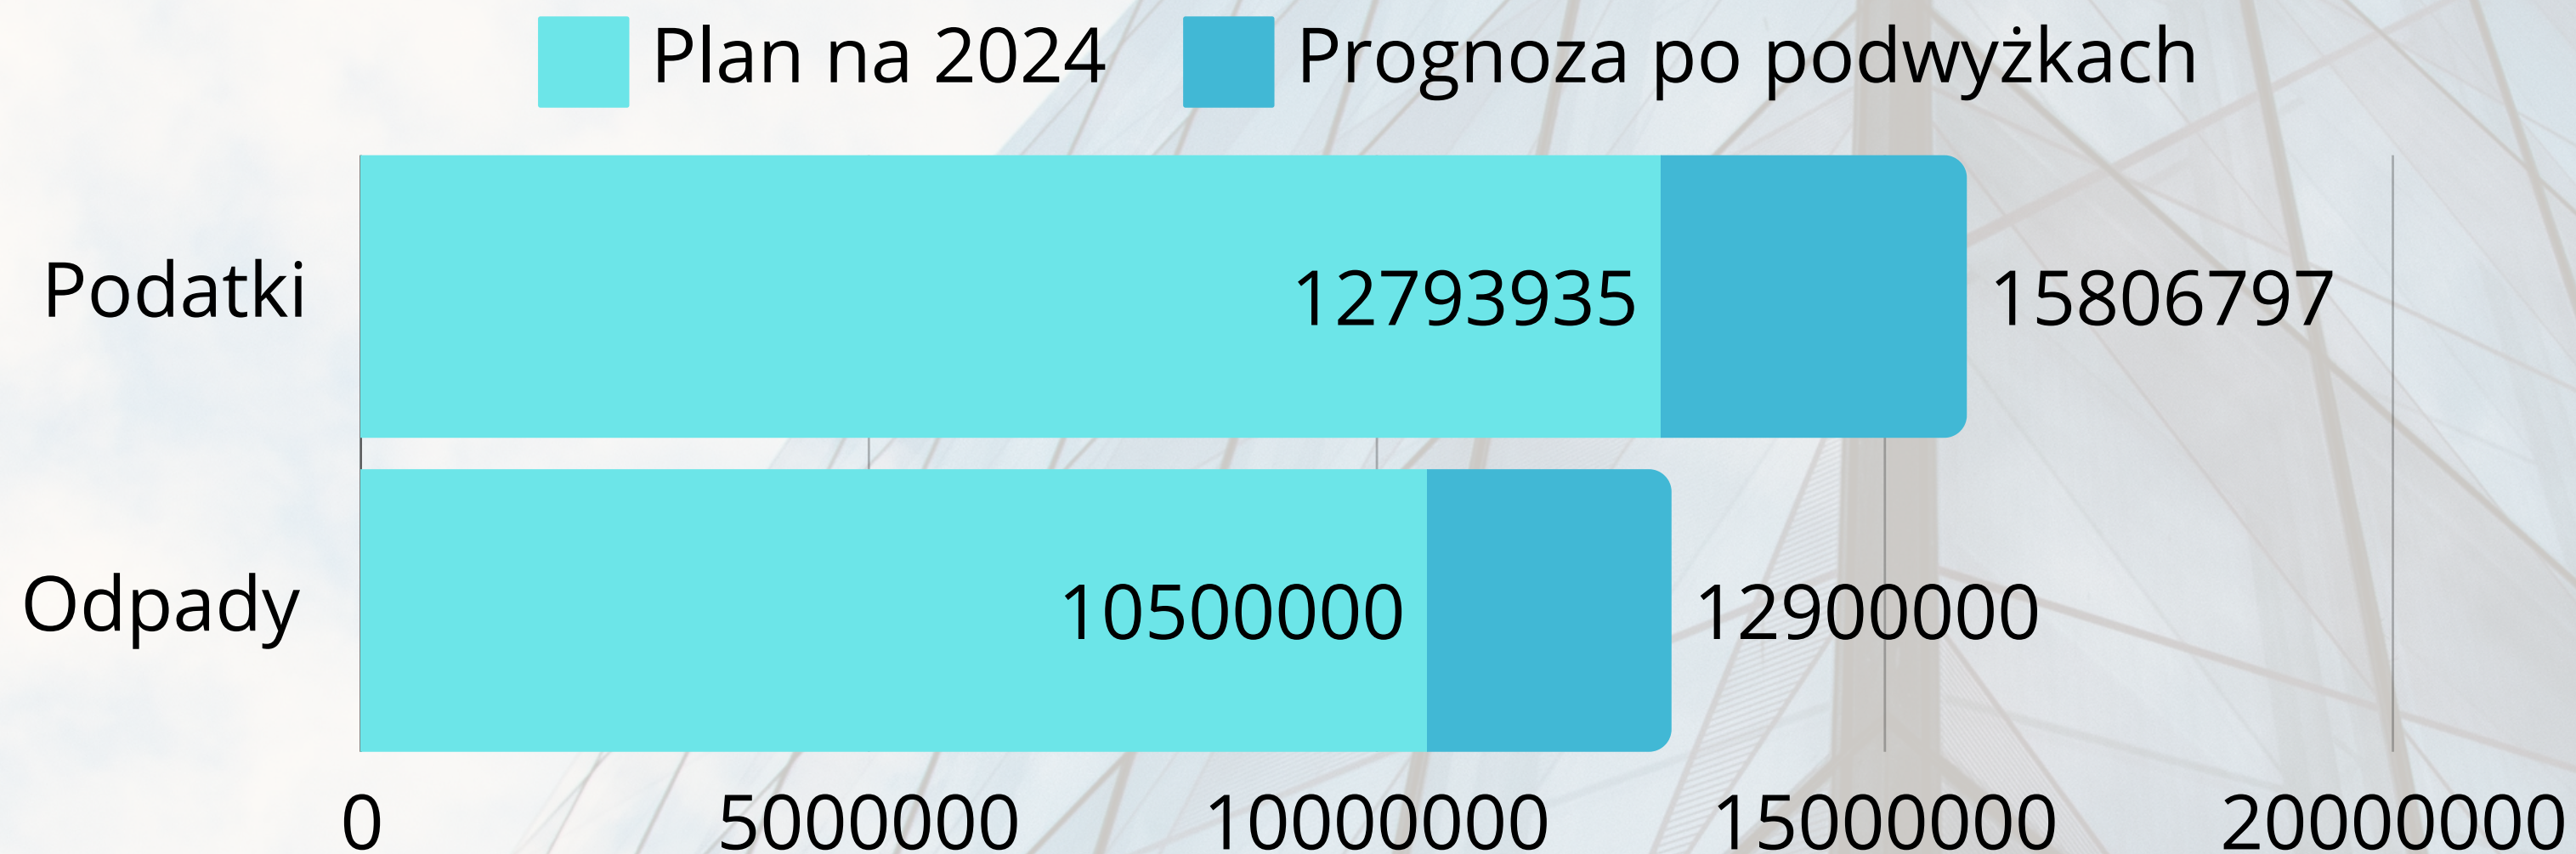 Plan na 2024 Prognoza po podwyżkach
Podatki 12793935 15806797
Odpady 10500000 12900000
0 5000000 10000000 15000000 20000000